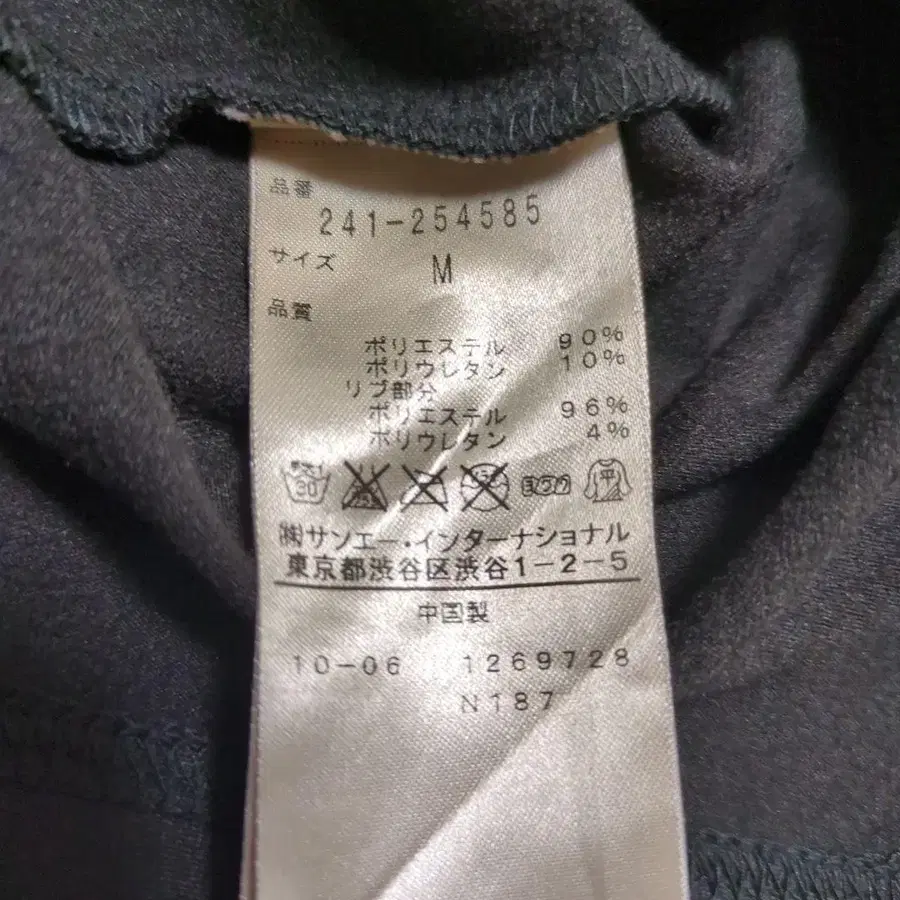 品番
241-254585
サイズ M
品質
ポリエステル 90%
ポリウレタン 10%
リブ部分
ポリエステル 96%
ポリウレタン 4%
㈱サンエー・インターナショナル
東京都渋谷区渋谷1-2-5
中国製
10-06 1269728
N187